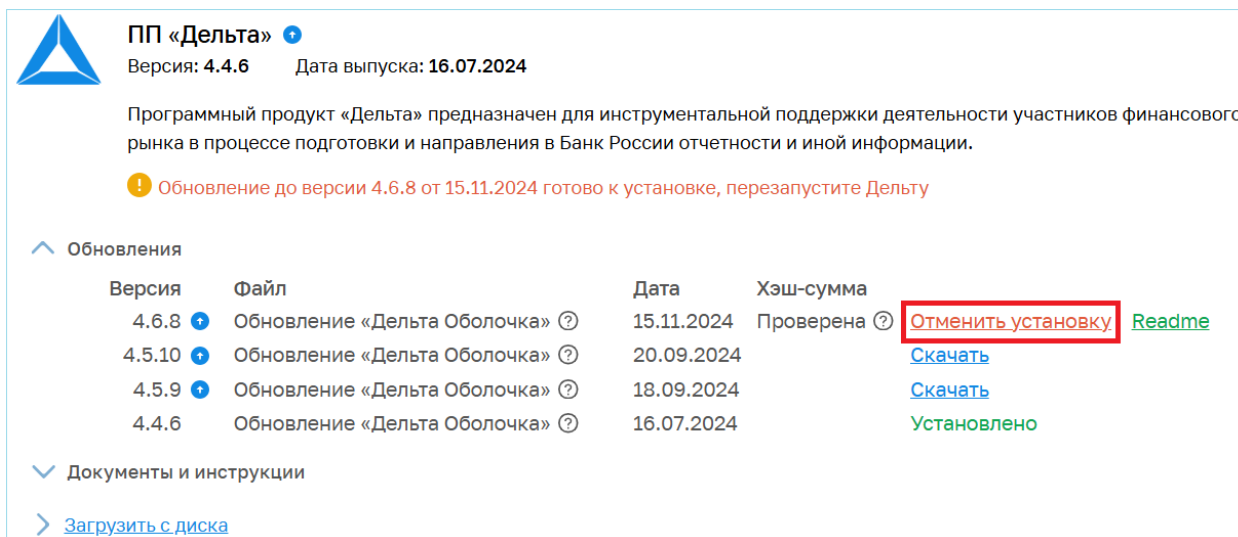 ПП «Дельта»
Версия: 4.4.6 Дата выпуска: 16.07.2024
Программный продукт «Дельта» предназначен для инструментальной поддержки деятельности участников финансового
рынка в процессе подготовки и направления в Банк России отчетности и иной информации.
! Обновление до версии 4.6.8 от 15.11.2024 готово к установке, перезапустите Дельту
Обновления
Версия Файл Дата Хэш-сумма
4.6.8 Обновление «Дельта Оболочка» ? 15.11.2024 Проверена ? Отменить установку Readme
4.5.10 Обновление «Дельта Оболочка» ? 20.09.2024 Скачать
4.5.9 Обновление «Дельта Оболочка» ? 18.09.2024 Скачать
4.4.6 Обновление «Дельта Оболочка» ? 16.07.2024 Установлено
Документы и инструкции
Загрузить с диска